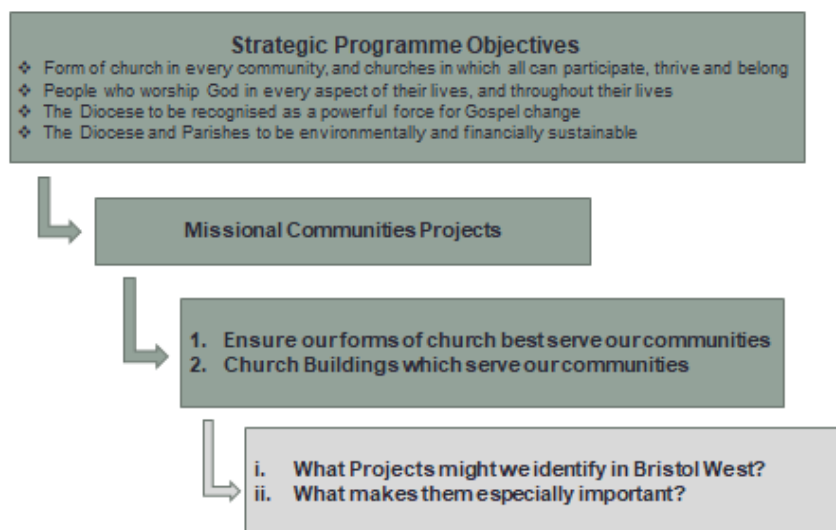 Strategic Programme Objectives
❖ Form of church in every community, and churches in which all can participate, thrive and belong
❖ People who worship God in every aspect of their lives, and throughout their lives
❖ The Diocese to be recognised as a powerful force for Gospel change
❖ The Diocese and Parishes to be environmentally and financially sustainable
Missional Communities Projects
1. Ensure our forms of church best serve our communities
2. Church Buildings which serve our communities
i. What Projects might we identify in Bristol West?
ii. What makes them especially important?